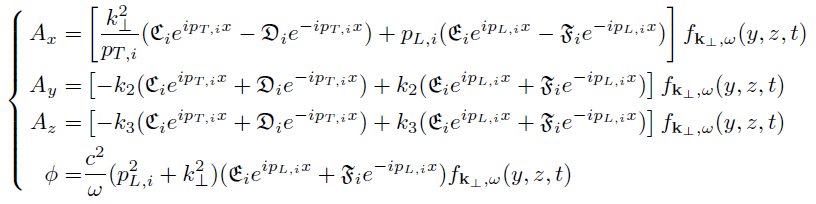 \begin{cases} A_x = \left[ \frac{k_\perp^2}{p_{T,i}} (\mathfrak{C}_i e^{ip_{T,i}x} - \mathfrak{D}_i e^{-ip_{T,i}x}) + p_{L,i} (\mathfrak{E}_i e^{ip_{L,i}x} - \mathfrak{F}_i e^{-ip_{L,i}x}) \right] f_{\mathbf{k}_\perp,\omega}(y,z,t) \\
A_y = \left[ -k_2 (\mathfrak{C}_i e^{ip_{T,i}x} + \mathfrak{D}_i e^{-ip_{T,i}x}) + k_2 (\mathfrak{E}_i e^{ip_{L,i}x} + \mathfrak{F}_i e^{-ip_{L,i}x}) \right] f_{\mathbf{k}_\perp,\omega}(y,z,t) \\
A_z = \left[ -k_3 (\mathfrak{C}_i e^{ip_{T,i}x} + \mathfrak{D}_i e^{-ip_{T,i}x}) + k_3 (\mathfrak{E}_i e^{ip_{L,i}x} + \mathfrak{F}_i e^{-ip_{L,i}x}) \right] f_{\mathbf{k}_\perp,\omega}(y,z,t) \\
\phi = \frac{c^2}{\omega} (p_{L,i}^2 + k_\perp^2) (\mathfrak{E}_i e^{ip_{L,i}x} + \mathfrak{F}_i e^{-ip_{L,i}x}) f_{\mathbf{k}_\perp,\omega}(y,z,t) \end{cases}